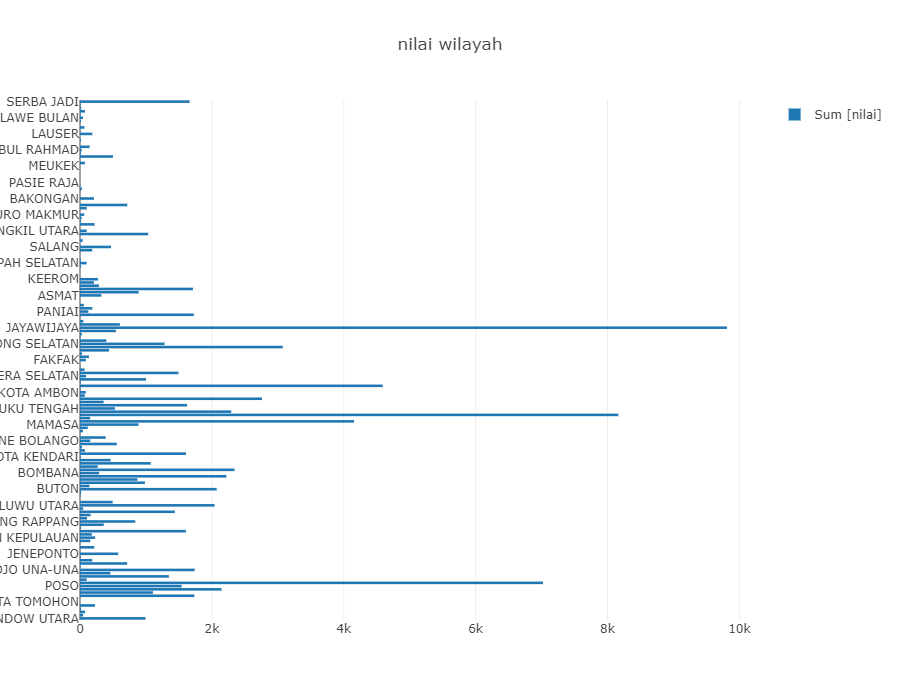 nilai wilayah
Sum [nilai]
SERBA JADI
LAWE BULAN
LAUSER
BUL RAHMAD
MEUKEK
PASIE RAJA
BAKONGAN
URO MAKMUR
NGKIL UTARA
SALANG
PAH SELATAN
KEEROM
ASMAT
PANIAI
JAYAWIJAYA
ONG SELATAN
FAKFAK
ERA SELATAN
KOTA AMBON
UKU TENGAH
MAMASA
NE BOLANGO
OTA KENDARI
BOMBANA
BUTON
LUWU UTARA
NG RAPPANG
N KEPULAUAN
JENEPONTO
OJO UNA-UNA
POSO
TA TOMOHON
NDOW UTARA
0 2k 4k 6k 8k 10k